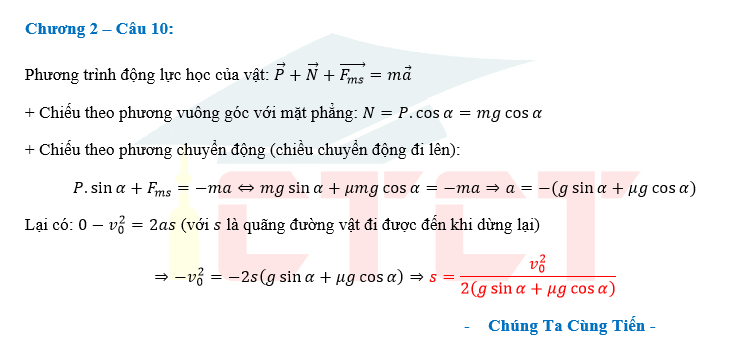 Chương 2 – Câu 10:
Phương trình động lực học của vật: $\vec{P} + \vec{N} + \overrightarrow{F_{ms}} = m\vec{a}$
+ Chiếu theo phương vuông góc với mặt phẳng: $N = P.\cos\alpha = mg\cos\alpha$
+ Chiếu theo phương chuyển động (chiều chuyển động đi lên):
$P.\sin\alpha + F_{ms} = -ma \Leftrightarrow mg\sin\alpha + \mu mg\cos\alpha = -ma \Rightarrow a = -(g\sin\alpha + \mu g\cos\alpha)$
Lại có: $0 - v_0^2 = 2as$ (với $s$ là quãng đường vật đi được đến khi dừng lại)
$\Rightarrow -v_0^2 = -2s(g\sin\alpha + \mu g\cos\alpha) \Rightarrow s = \frac{v_0^2}{2(g\sin\alpha + \mu g\cos\alpha)}$
- Chúng Ta Cùng Tiến -
CTCT